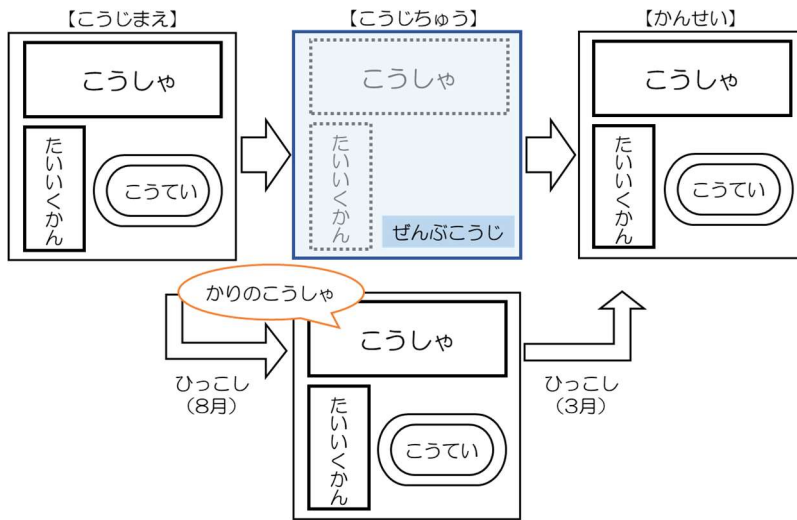 【こうじまえ】
こうしゃ
たいいくかん
こうてい
【こうじちゅう】
こうしゃ
たいいくかん
ぜんぶこうじ
【かんせい】
こうしゃ
たいいくかん
こうてい
ひっこし
（8月）
かりのこうしゃ
こうしゃ
たいいくかん
こうてい
ひっこし
（3月）